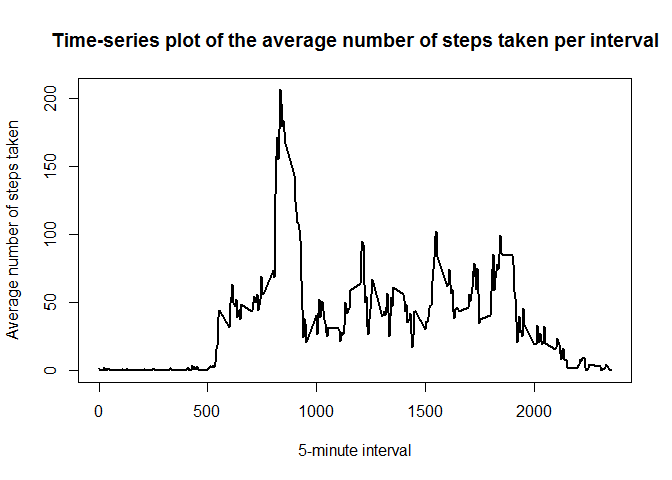 Time-series plot of the average number of steps taken per interval
Average number of steps taken
200
150
100
50
0
0 500 1000 1500 2000
5-minute interval